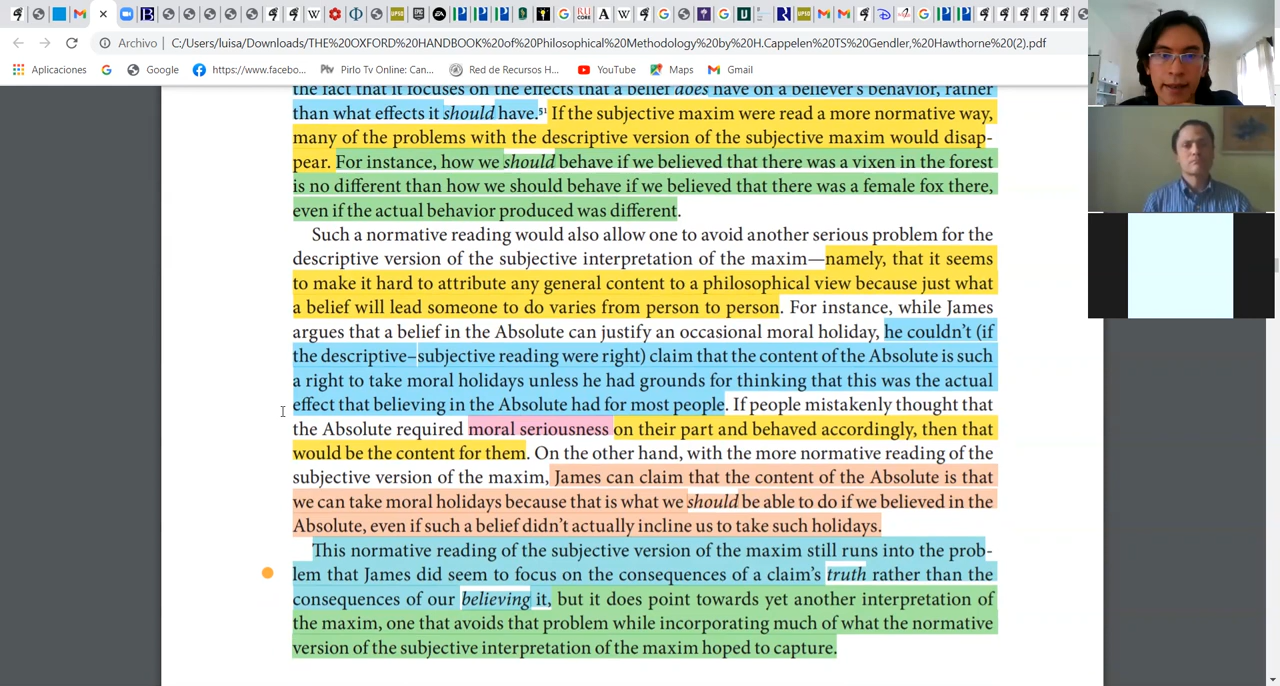 Archivo
C:/Users/luisa/Downloads/THE%20OXFORD%20HANDBOOK%20of%20Philosophical%20Methodology%20by%20H.Cappelen%20TS%20Gendler,%20Hawthorne%20(2).pdf
Aplicaciones
Google
https://www.facebo...
Ptv Pirlo Tv Online: Can...
Red de Recursos H...
YouTube
Maps
Gmail
the fact that it focuses on the effects that a belief does have on a believer's behavior, rather
than what effects it should have.51 If the subjective maxim were read a more normative way,
many of the problems with the descriptive version of the subjective maxim would disap-
pear. For instance, how we should behave if we believed that there was a vixen in the forest
is no different than how we should behave if we believed that there was a female fox there,
even if the actual behavior produced was different.
Such a normative reading would also allow one to avoid another serious problem for the
descriptive version of the subjective interpretation of the maxim—namely, that it seems
to make it hard to attribute any general content to a philosophical view because just what
a belief will lead someone to do varies from person to person. For instance, while James
argues that a belief in the Absolute can justify an occasional moral holiday, he couldn't (if
the descriptive–subjective reading were right) claim that the content of the Absolute is such
a right to take moral holidays unless he had grounds for thinking that this was the actual
effect that believing in the Absolute had for most people. If people mistakenly thought that
the Absolute required moral seriousness on their part and behaved accordingly, then that
would be the content for them. On the other hand, with the more normative reading of the
subjective version of the maxim, James can claim that the content of the Absolute is that
we can take moral holidays because that is what we should be able to do if we believed in the
Absolute, even if such a belief didn't actually incline us to take such holidays.
This normative reading of the subjective version of the maxim still runs into the prob-
lem that James did seem to focus on the consequences of a claim's truth rather than the
consequences of our believing it, but it does point towards yet another interpretation of
the maxim, one that avoids that problem while incorporating much of what the normative
version of the subjective interpretation of the maxim hoped to capture.